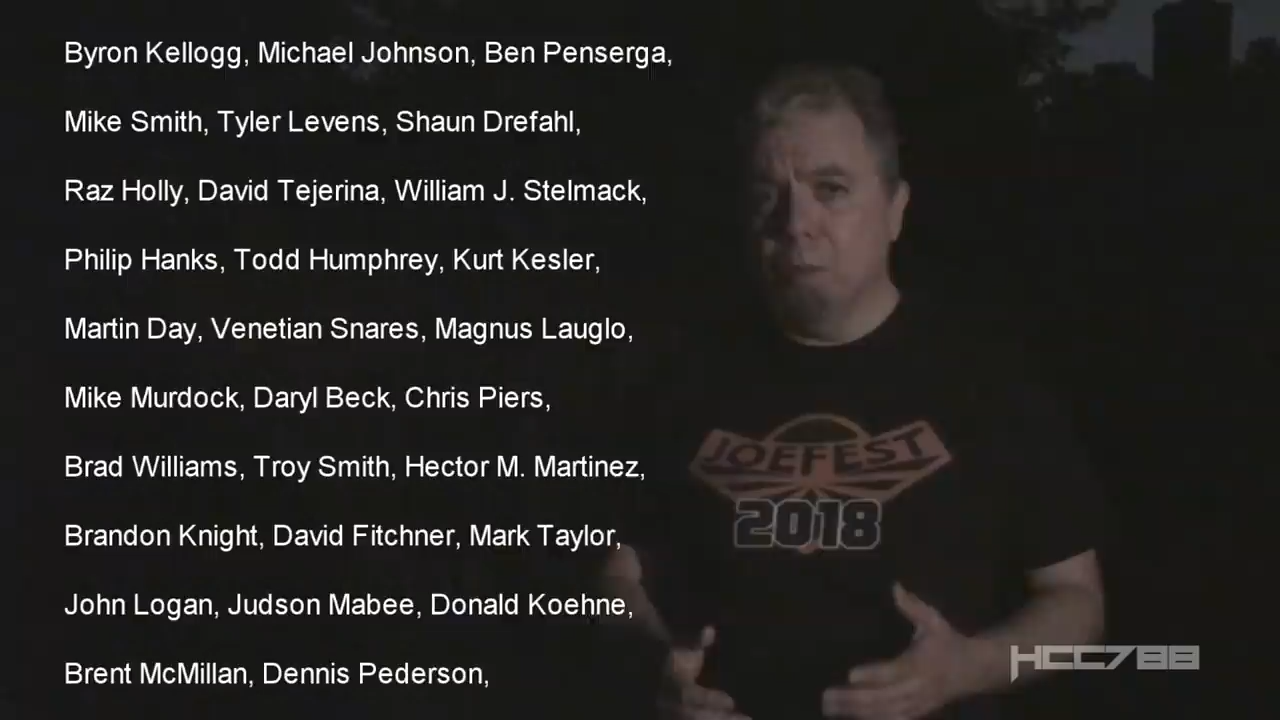 Byron Kellogg, Michael Johnson, Ben Penserga,
Mike Smith, Tyler Levens, Shaun Drefahl,
Raz Holly, David Tejerina, William J. Stelmack,
Philip Hanks, Todd Humphrey, Kurt Kesler,
Martin Day, Venetian Snares, Magnus Lauglo,
Mike Murdock, Daryl Beck, Chris Piers,
Brad Williams, Troy Smith, Hector M. Martinez,
Brandon Knight, David Fitchner, Mark Taylor,
John Logan, Judson Mabee, Donald Koehne,
Brent McMillan, Dennis Pederson,
JOEFEST
2018
HCC788